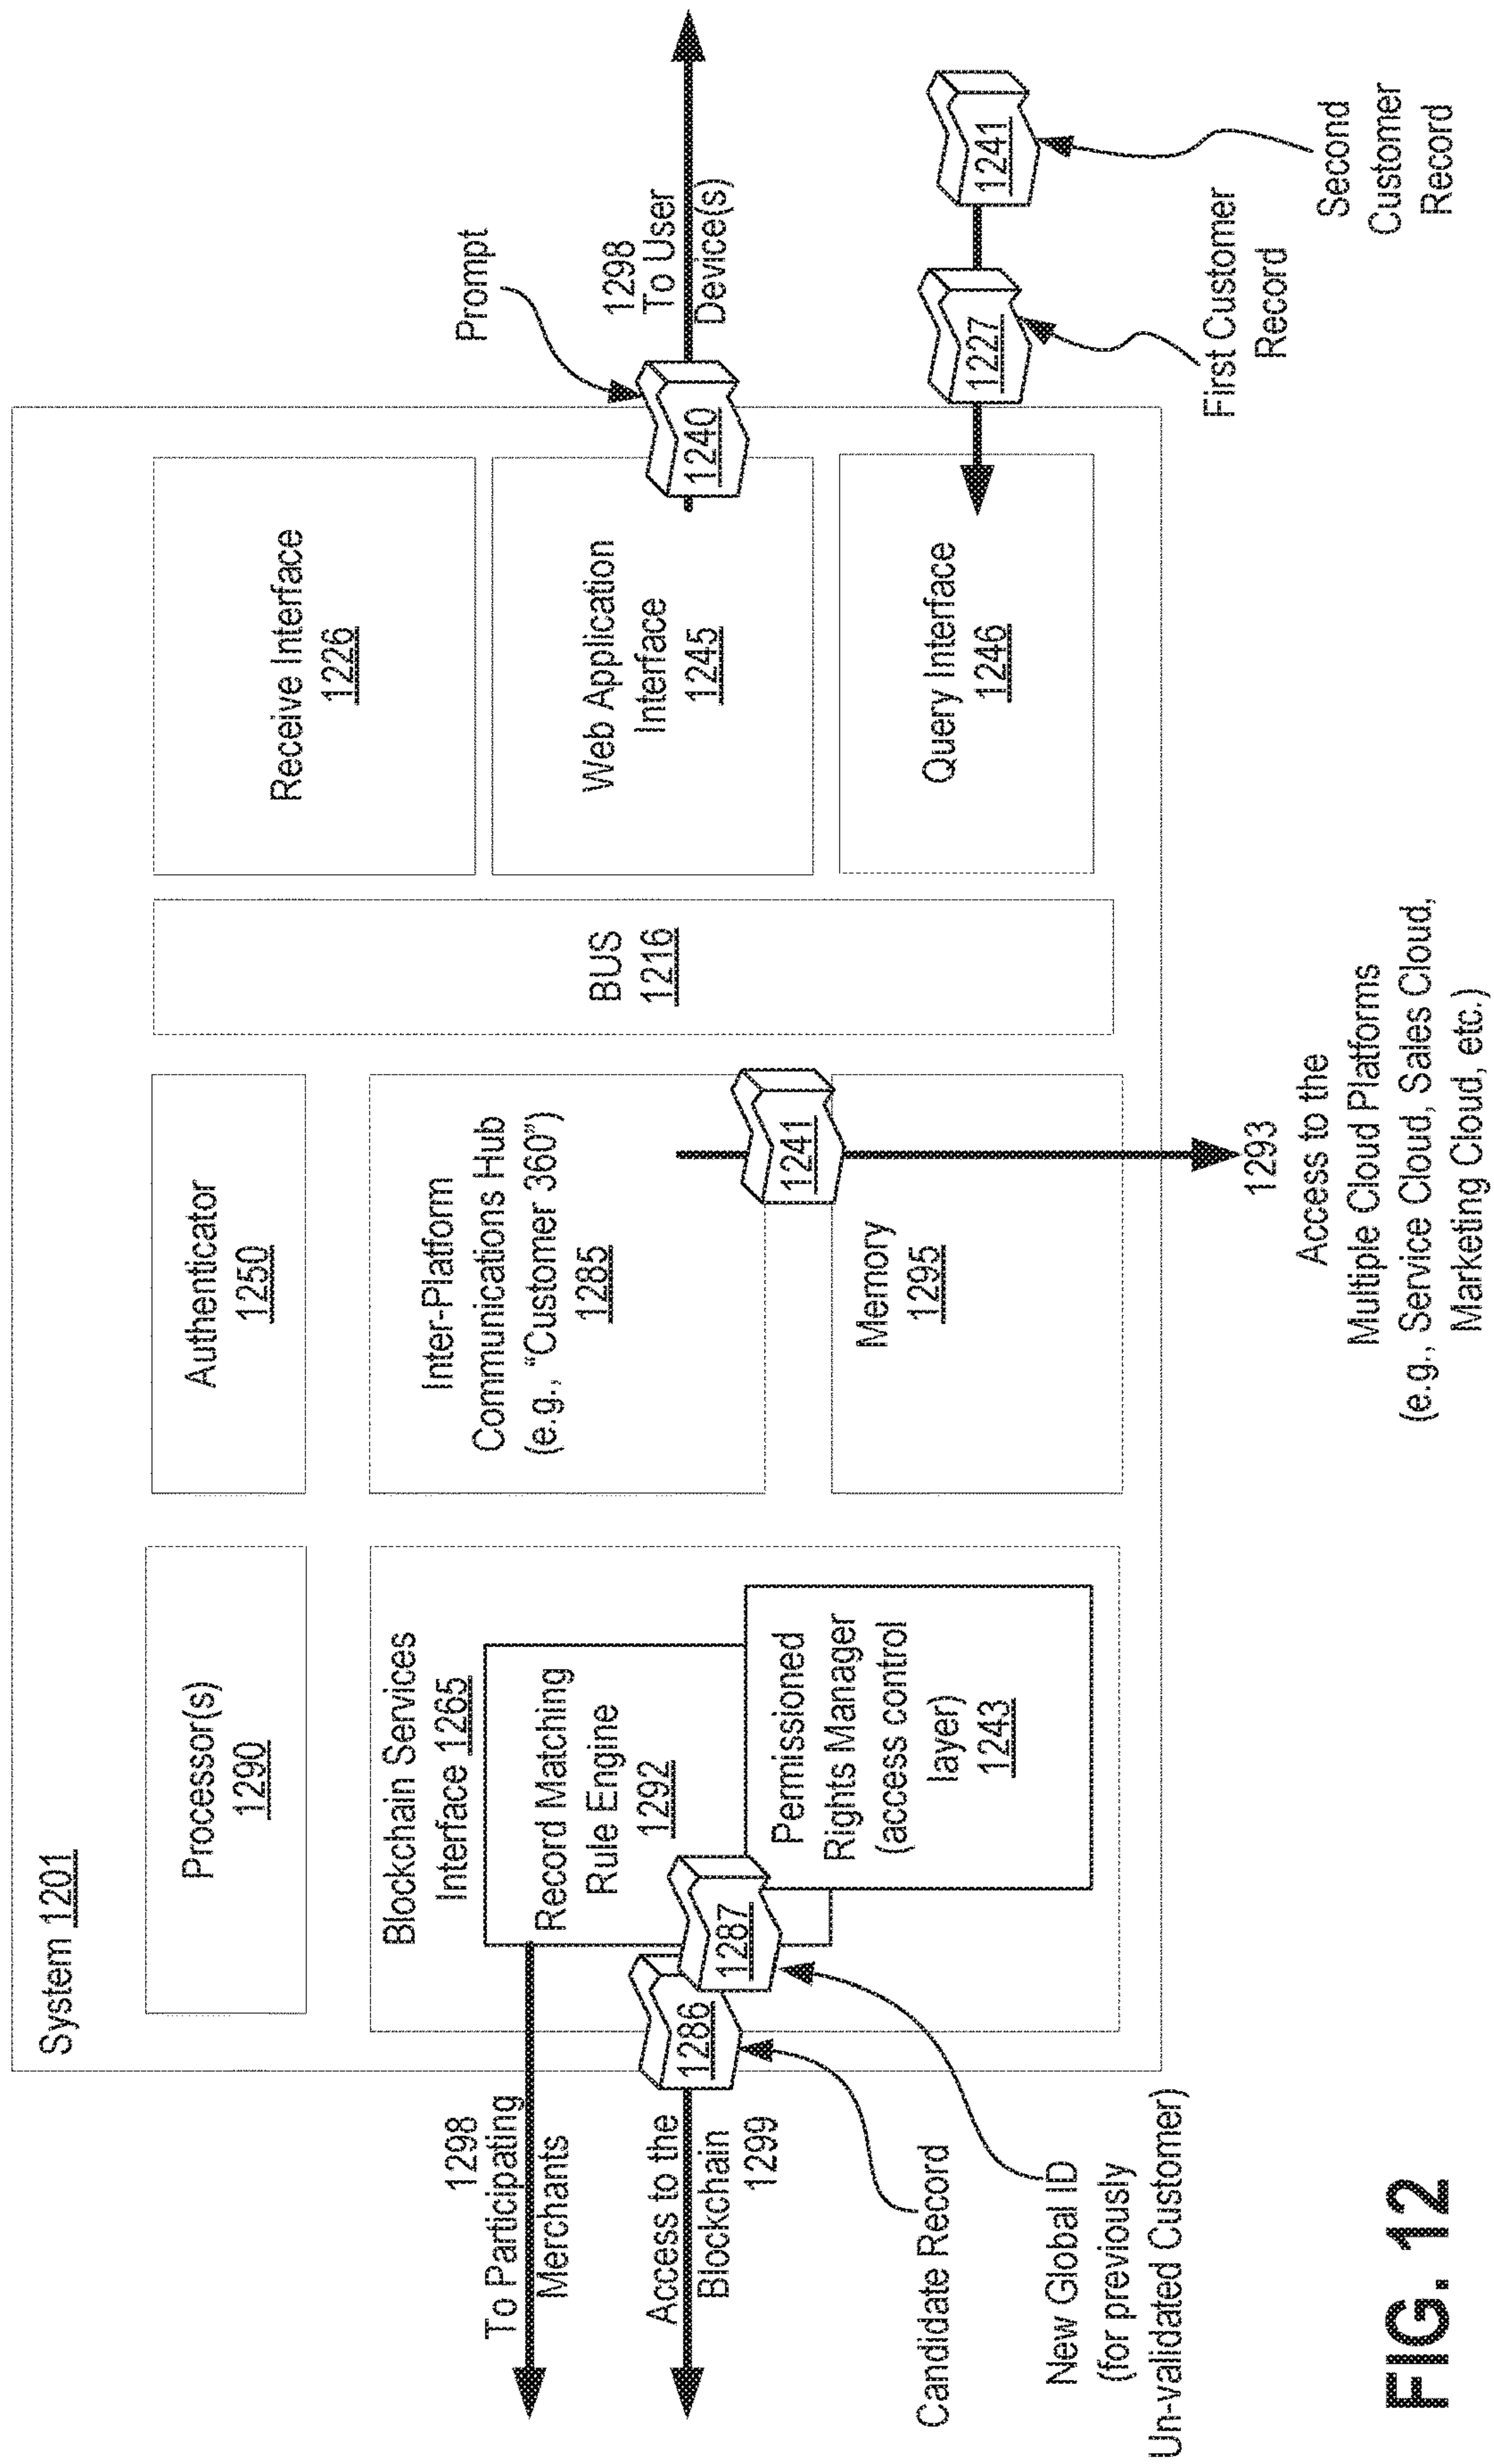 System 1201
Processor(s)
1290
Authenticator
1250
Receive Interface
1226
Blockchain Services
Interface 1265
Record Matching
Rule Engine
1292
Permissioned
Rights Manager
(access control
layer)
1243
Inter-Platform
Communications Hub
(e.g., “Customer 360”)
1285
1241
Memory
1295
BUS
1216
Web Application
Interface
1245
Query Interface
1246
Prompt
1240
1298
To User
Device(s)
1227
1241
First Customer
Record
Second
Customer
Record
1298
To Participating
Merchants
Access to the
Blockchain
1299
1286
1287
Candidate Record
New Global ID
(for previously
Un-validated Customer)
1293
Access to the
Multiple Cloud Platforms
(e.g., Service Cloud, Sales Cloud,
Marketing Cloud, etc.)
FIG. 12